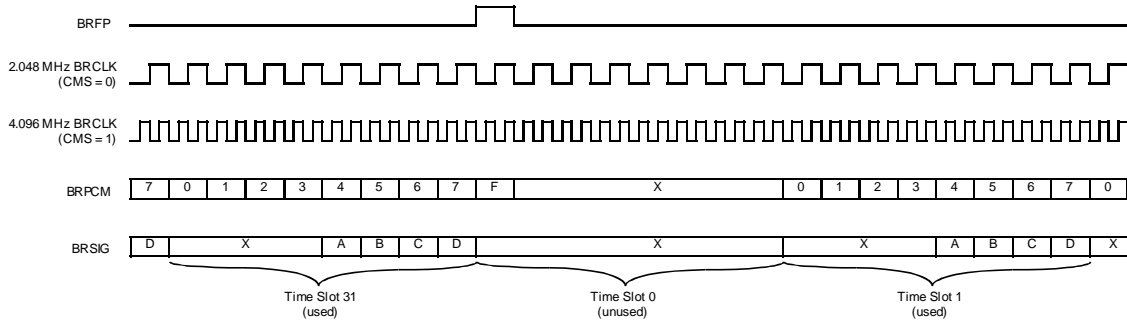 BRFP
2.048 MHz BRCLK
(CMS = 0)
4.096 MHz BRCLK
(CMS = 1)
BRPCM 7 0 1 2 3 4 5 6 7 F X 0 1 2 3 4 5 6 7 0
BRSIG D X A B C D X X A B C D X
Time Slot 31
(used)
Time Slot 0
(unused)
Time Slot 1
(used)